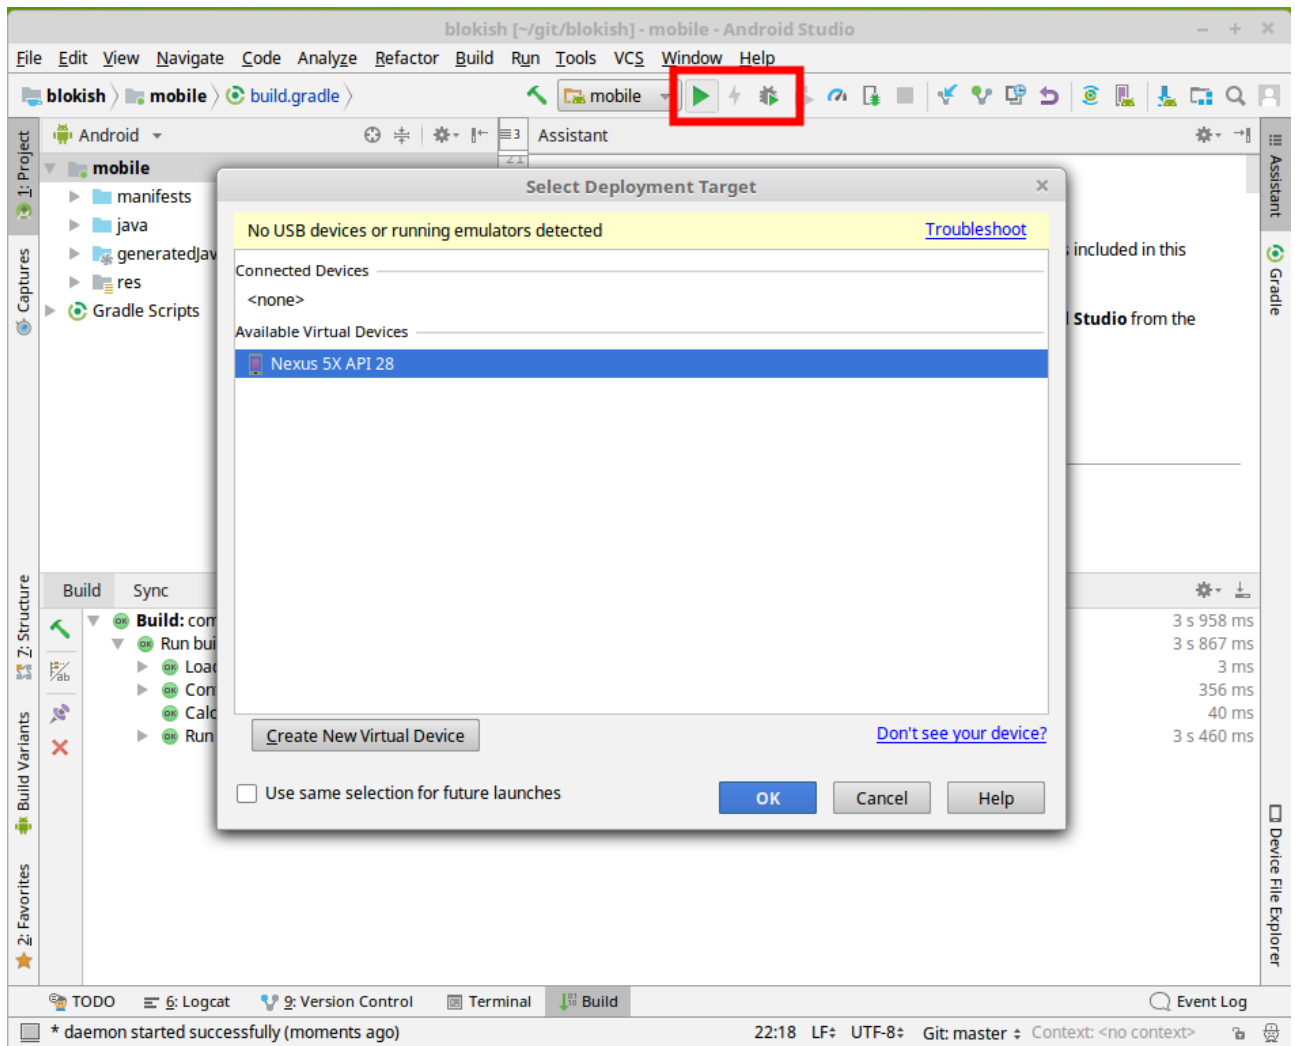 blokish [~/git/blokish] - mobile - Android Studio
File Edit View Navigate Code Analyze Refactor Build Run Tools VCS Window Help
blokish mobile build.gradle mobile
1: Project
Captures
Z: Structure
Build Variants
2: Favorites
Android
3 Assistant
21
mobile
manifests
java
generatedJav
res
Gradle Scripts
included in this
Studio from the
Select Deployment Target
No USB devices or running emulators detected Troubleshoot
Connected Devices
<none>
Available Virtual Devices
Nexus 5X API 28
Create New Virtual Device Don't see your device?
Use same selection for future launches
OK Cancel Help
Build Sync
Build: com 3 s 958 ms
Run bui 3 s 867 ms
Loa 3 ms
Con 356 ms
Calc 40 ms
Run 3 s 460 ms
Assistant
Gradle
Device File Explorer
TODO 6: Logcat 9: Version Control Terminal Build Event Log
* daemon started successfully (moments ago) 22:18 LF UTF-8 Git: master Context: <no context>